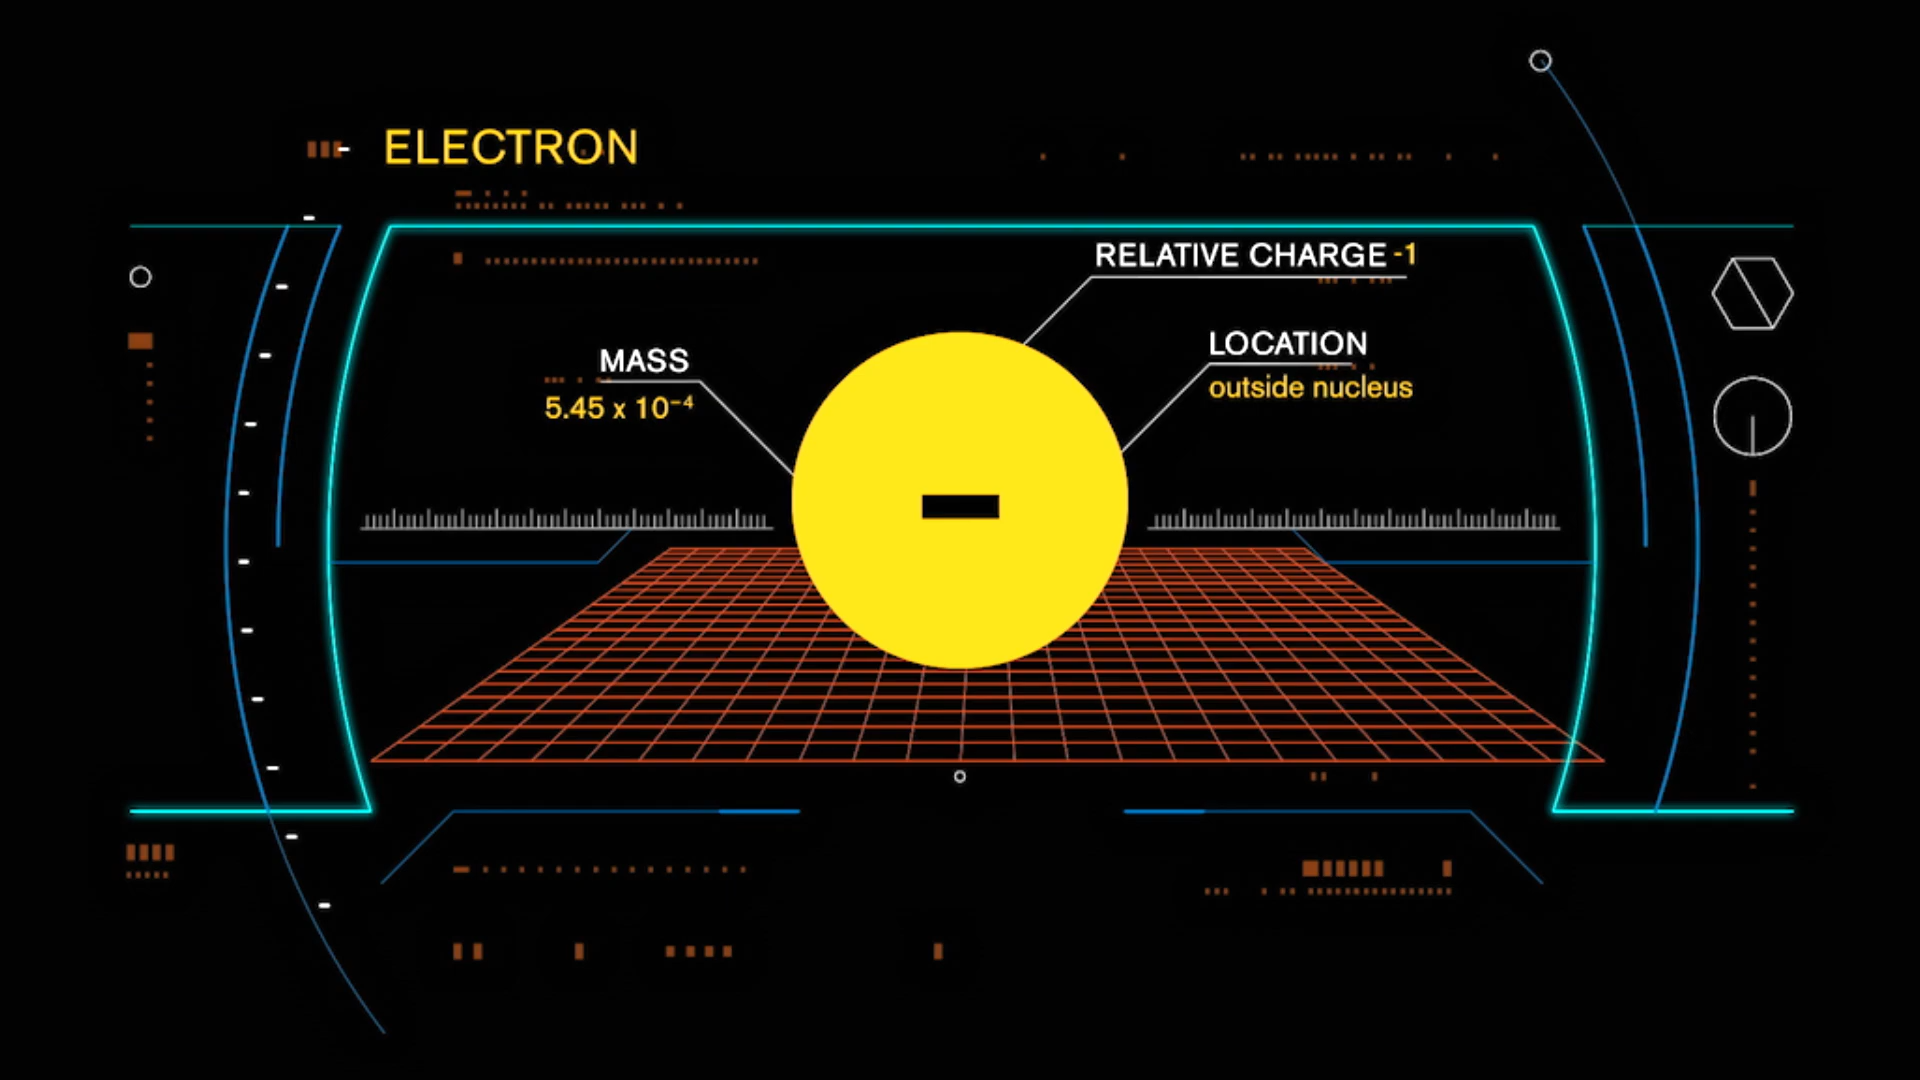 ELECTRON
RELATIVE CHARGE -1
LOCATION
outside nucleus
MASS
5.45 x 10⁻⁴